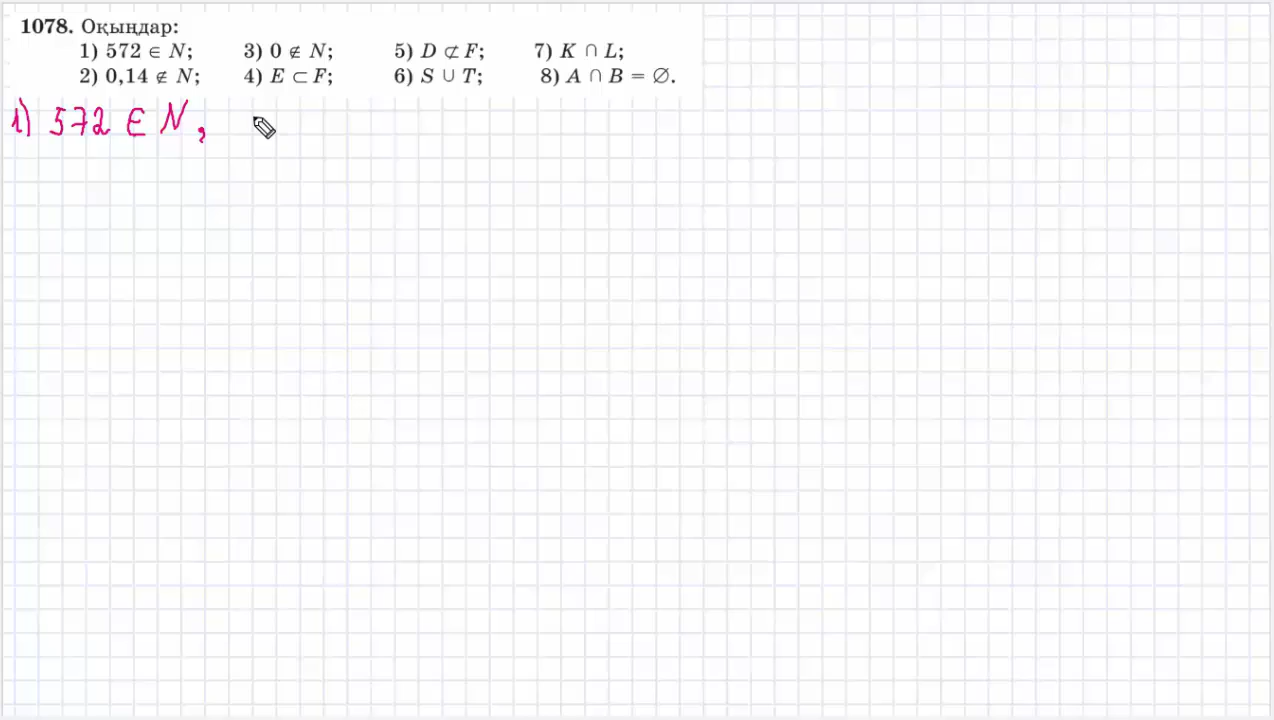 1078. Оқыңдар:
1) 572 ∈ N; 3) 0 ∉ N; 5) D ⊄ F; 7) K ∩ L;
2) 0,14 ∉ N; 4) E ⊂ F; 6) S ∪ T; 8) A ∩ B = ∅.
1) 572 ∈ N,